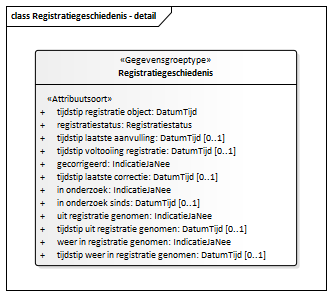 class Registratiegeschiedenis - detail
«Gegevensgroeptype»
Registratiegeschiedenis
«Attribuutsoort»
+ tijdstip registratie object: DatumTijd
+ registratiestatus: Registratiestatus
+ tijdstip laatste aanvulling: DatumTijd [0..1]
+ tijdstip voltooiing registratie: DatumTijd [0..1]
+ gecorrigeerd: IndicatieJaNee
+ tijdstip laatste correctie: DatumTijd [0..1]
+ in onderzoek: IndicatieJaNee
+ in onderzoek sinds: DatumTijd [0..1]
+ uit registratie genomen: IndicatieJaNee
+ tijdstip uit registratie genomen: DatumTijd [0..1]
+ weer in registratie genomen: IndicatieJaNee
+ tijdstip weer in registratie genomen: DatumTijd [0..1]